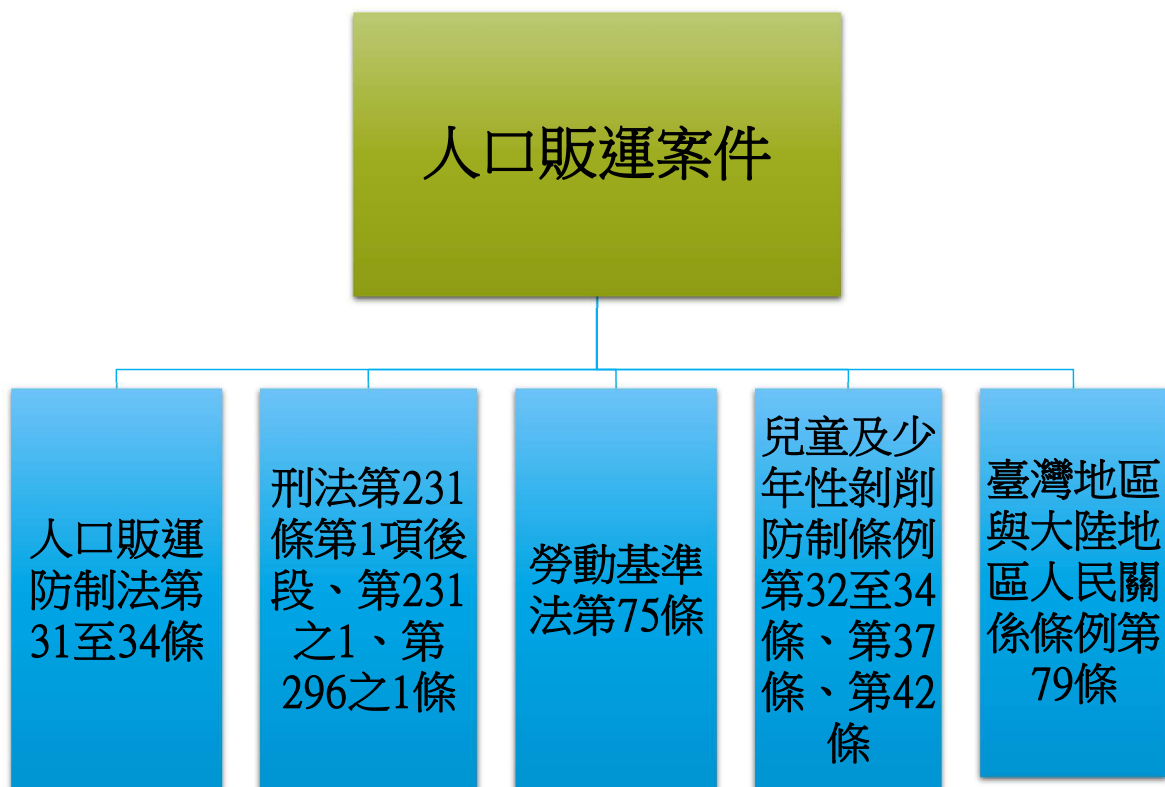 人口販運案件
人口販運
防制法第
31至34條
刑法第231
條第1項後
段、第231
之1、第
296之1條
勞動基準
法第75條
兒童及少
年性剝削
防制條例
第32至34
條、第37
條、第42
條
臺灣地區
與大陸地
區人民關
係條例第
79條